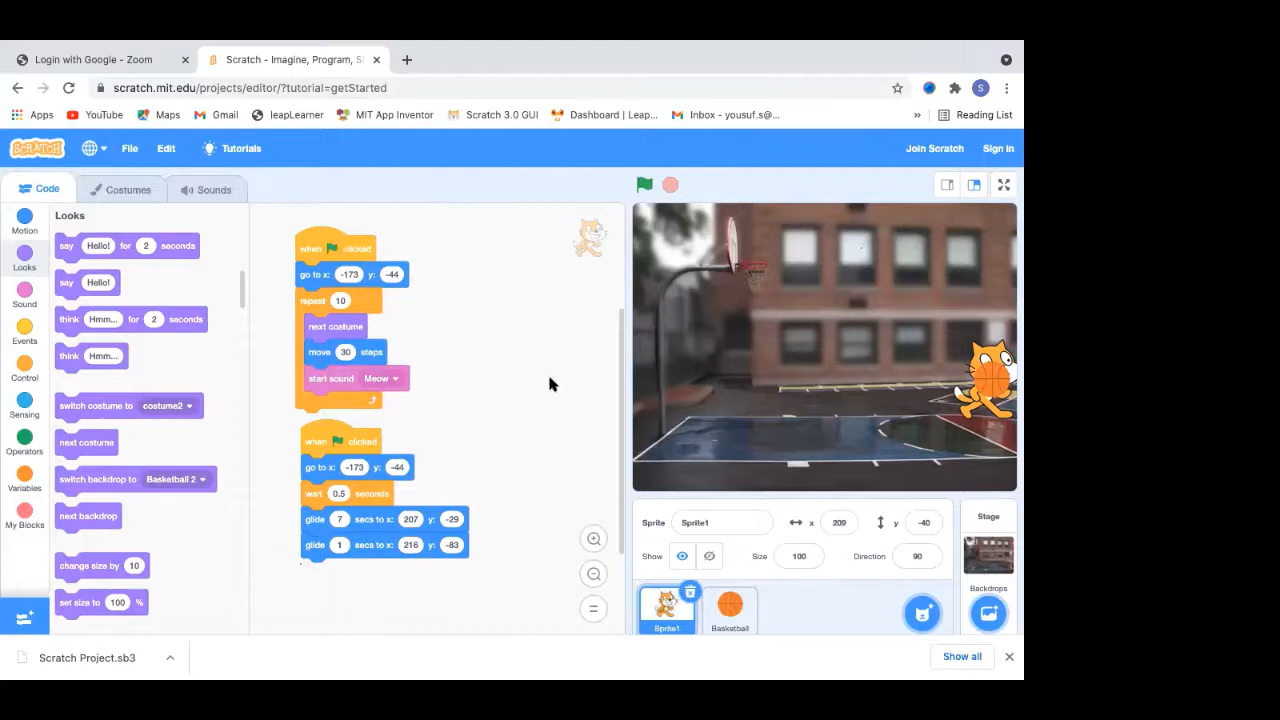 Login with Google - Zoom
Scratch - Imagine, Program, S
scratch.mit.edu/projects/editor/?tutorial=getStarted
S
Apps
YouTube
Maps
Gmail
leapLearner
MIT App Inventor
Scratch 3.0 GUI
Dashboard | Leap...
Inbox - yousuf.s@...
»
Reading List
SCRATCH
File
Edit
Tutorials
Join Scratch
Sign in
Code
Costumes
Sounds
Motion
Looks
Sound
Events
Control
Sensing
Operators
Variables
My Blocks
Looks
say Hello! for 2 seconds
say Hello!
think Hmm... for 2 seconds
think Hmm...
switch costume to costume2
next costume
switch backdrop to Basketball 2
next backdrop
change size by 10
set size to 100 %
when clicked
go to x: -173 y: -44
repeat 10
next costume
move 30 steps
start sound Meow
when clicked
go to x: -173 y: -44
wait 0.5 seconds
glide 7 secs to x: 207 y: -29
glide 1 secs to x: 216 y: -83
Sprite Sprite1 x 209 y -40
Show Size 100 Direction 90
Sprite1
Basketball
Stage
Backdrops
Scratch Project.sb3
Show all